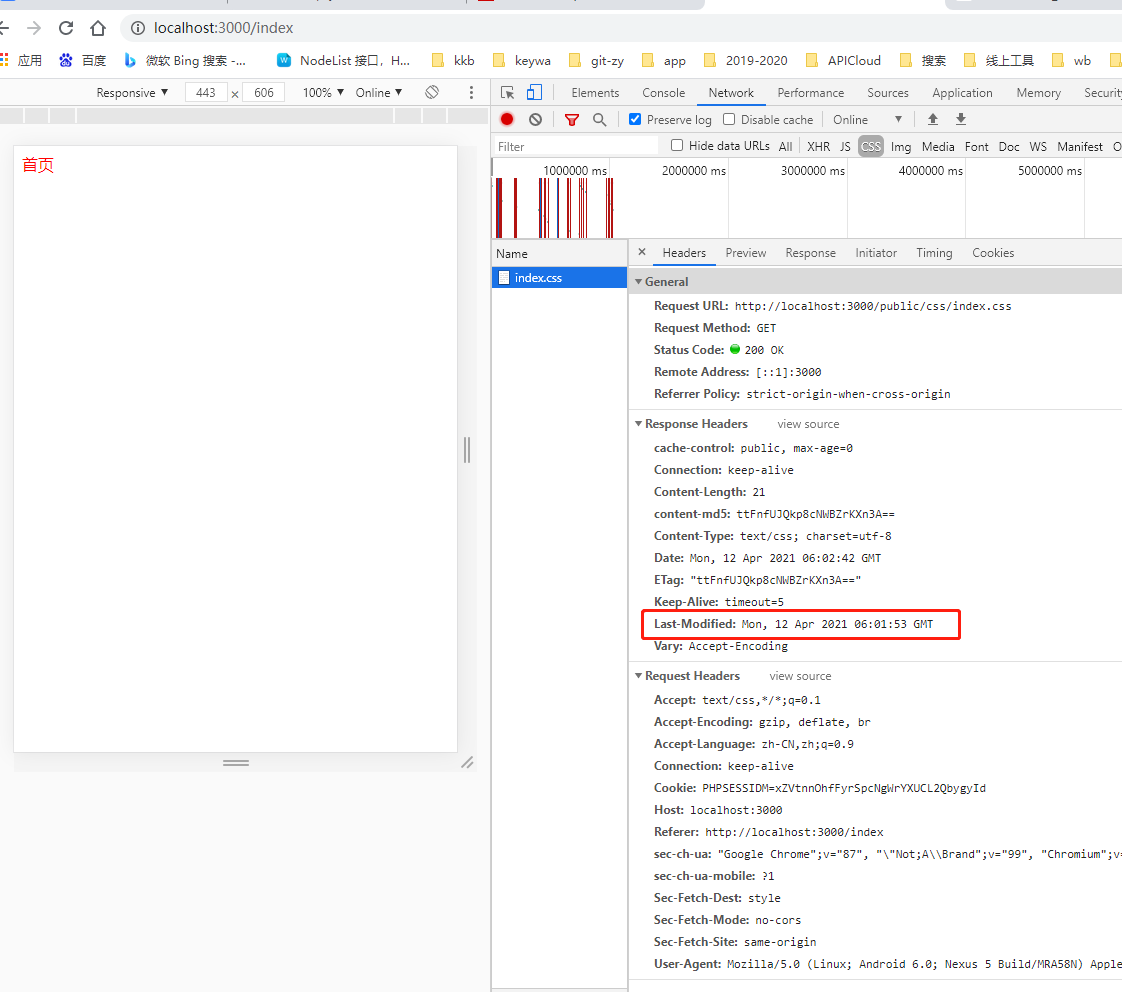 localhost:3000/index
应用 百度 微软 Bing 搜索 -... NodeList 接口，H... kkb keywa git-zy app 2019-2020 APICloud 搜索 线上工具 wb
Responsive ▼ 443 × 606 100% ▼ Online ▼
首页
Elements Console Network Performance Sources Application Memory Security
Preserve log Disable cache Online ▼
Filter Hide data URLs All XHR JS CSS Img Media Font Doc WS Manifest O
1000000 ms 2000000 ms 3000000 ms 4000000 ms 5000000 ms
Name
index.css
× Headers Preview Response Initiator Timing Cookies
General
Request URL: http://localhost:3000/public/css/index.css
Request Method: GET
Status Code: 200 OK
Remote Address: [::1]:3000
Referrer Policy: strict-origin-when-cross-origin
Response Headers view source
cache-control: public, max-age=0
Connection: keep-alive
Content-Length: 21
content-md5: ttFnfUJQkp8cNWBZrKXn3A==
Content-Type: text/css; charset=utf-8
Date: Mon, 12 Apr 2021 06:02:42 GMT
ETag: "ttFnfUJQkp8cNWBZrKXn3A=="
Keep-Alive: timeout=5
Last-Modified: Mon, 12 Apr 2021 06:01:53 GMT
Vary: Accept-Encoding
Request Headers view source
Accept: text/css,*/*;q=0.1
Accept-Encoding: gzip, deflate, br
Accept-Language: zh-CN,zh;q=0.9
Connection: keep-alive
Cookie: PHPSESSIDM=xZVtnnOhfFyrSpcNgWrYXUCL2QbygyId
Host: localhost:3000
Referer: http://localhost:3000/index
sec-ch-ua: "Google Chrome";v="87", "\"Not;A\\Brand";v="99", "Chromium";v=
sec-ch-ua-mobile: ?1
Sec-Fetch-Dest: style
Sec-Fetch-Mode: no-cors
Sec-Fetch-Site: same-origin
User-Agent: Mozilla/5.0 (Linux; Android 6.0; Nexus 5 Build/MRA58N) Apple